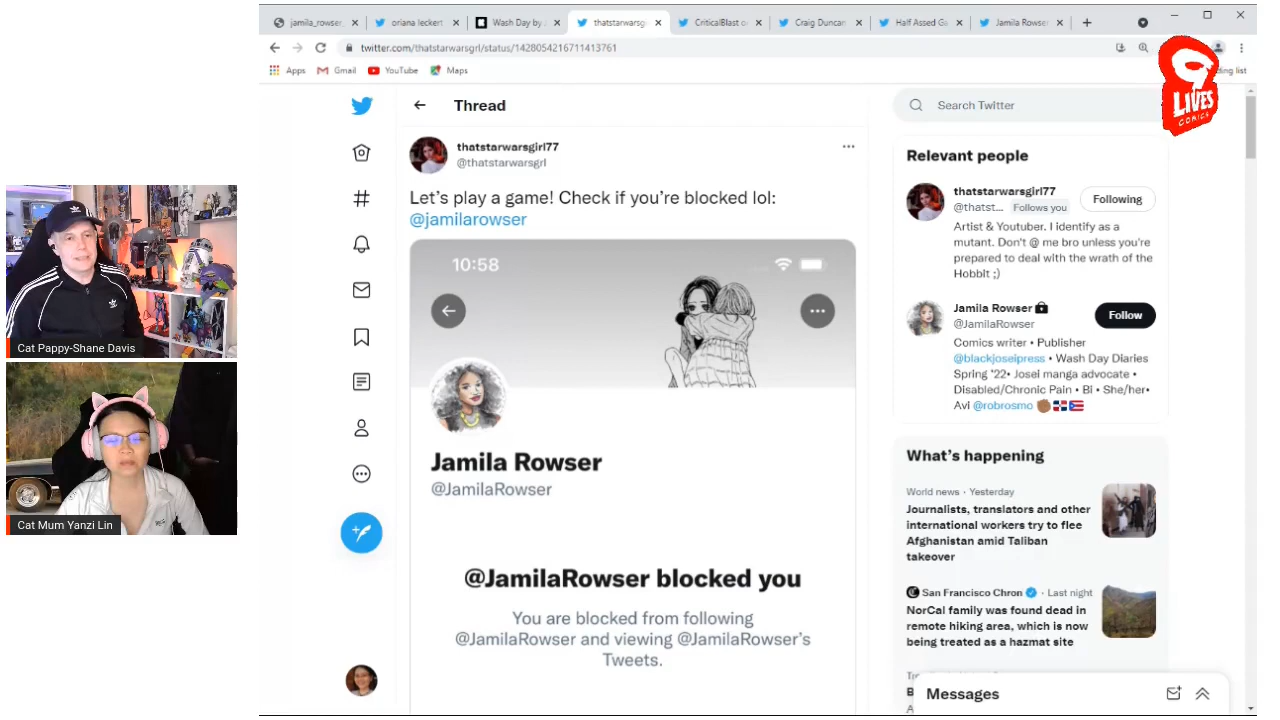 jamila_rowser_
oriana leckert
Wash Day by J
thatstarwarsgirl
CriticalBlast o
Craig Duncan
Half Assed Ga
Jamila Rowser
twitter.com/thatstarwarsgrl/status/1428054216711413761
Apps
Gmail
YouTube
Maps
LIVES
COMICS
Thread
Search Twitter
thatstarwarsgirl77
@thatstarwarsgrl
Let's play a game! Check if you're blocked lol:
@jamilarowser
10:58
Jamila Rowser
@JamilaRowser
@JamilaRowser blocked you
You are blocked from following
@JamilaRowser and viewing @JamilaRowser's
Tweets.
Relevant people
thatstarwarsgirl77
@thatst... Follows you
Following
Artist & Youtuber. I identify as a
mutant. Don't @ me bro unless you're
prepared to deal with the wrath of the
HobbIt ;)
Jamila Rowser
@JamilaRowser
Follow
Comics writer • Publisher
@blackjoseipress • Wash Day Diaries
Spring '22• Josei manga advocate •
Disabled/Chronic Pain • Bi • She/her•
Avi @robrosmo
What's happening
World news · Yesterday
Journalists, translators and other
international workers try to flee
Afghanistan amid Taliban
takeover
San Francisco Chron · Last night
NorCal family was found dead in
remote hiking area, which is now
being treated as a hazmat site
Messages
Cat Pappy-Shane Davis
Cat Mum Yanzi Lin